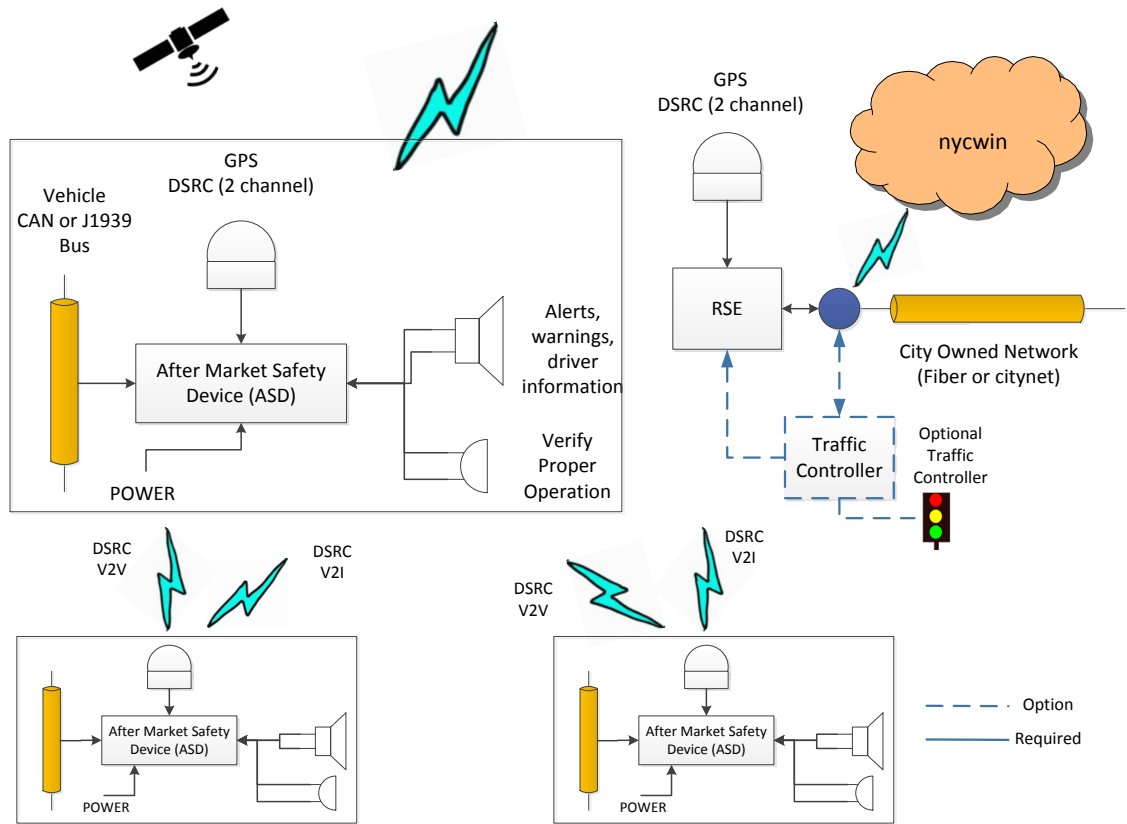 GPS
DSRC (2 channel)
Vehicle
CAN or J1939
Bus
After Market Safety
Device (ASD)
POWER
Alerts,
warnings,
driver
information
Verify
Proper
Operation
GPS
DSRC (2 channel)
nycwin
RSE
City Owned Network
(Fiber or citynet)
Traffic
Controller
Optional
Traffic
Controller
DSRC
V2V
DSRC
V2I
DSRC
V2V
DSRC
V2I
After Market Safety
Device (ASD)
POWER
After Market Safety
Device (ASD)
POWER
Option
Required